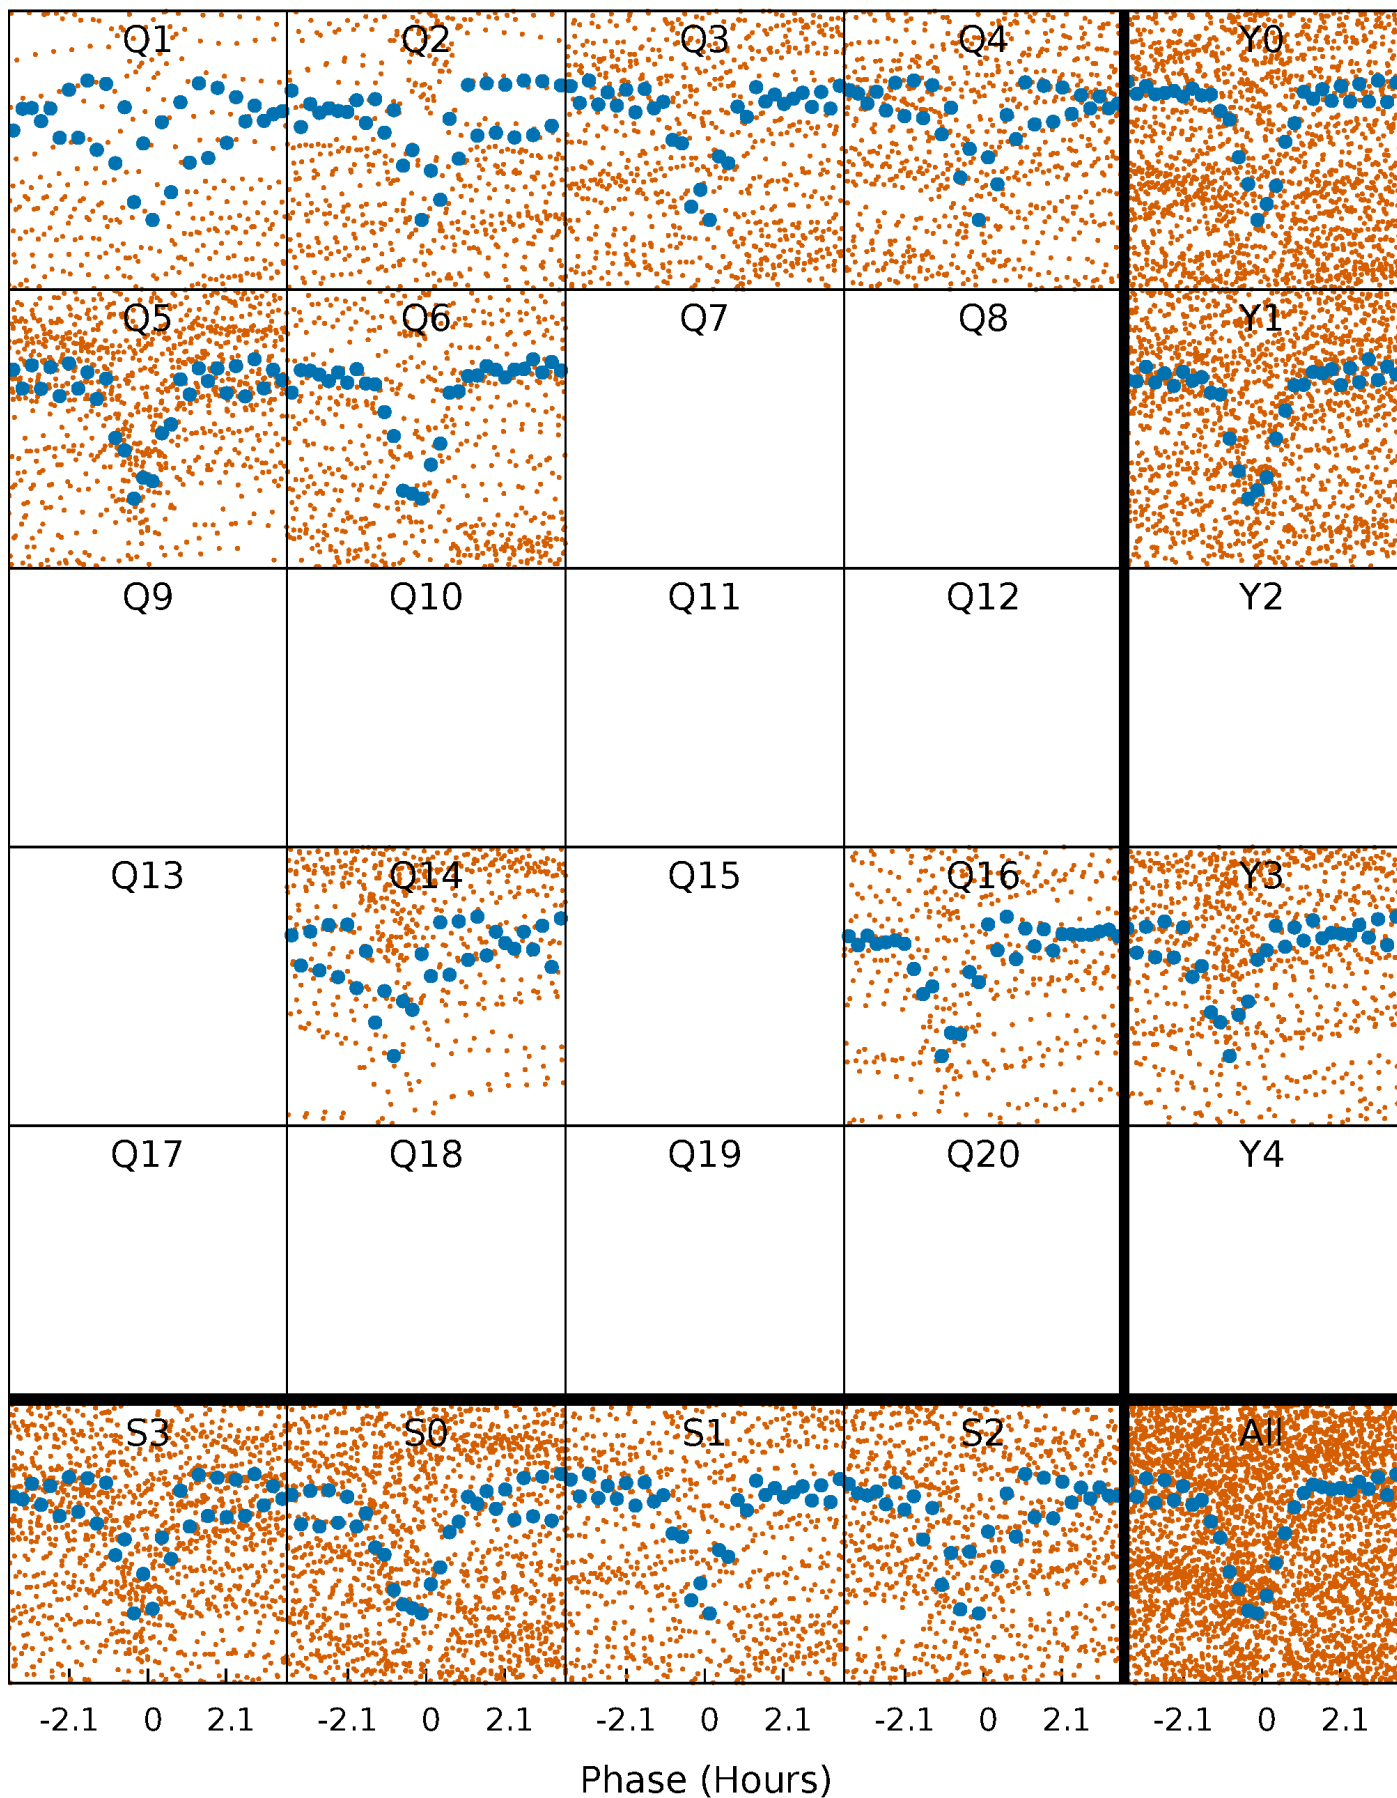 Q1 Q2 Q3 Q4 Y0
Q5 Q6 Q7 Q8 Y1
Q9 Q10 Q11 Q12 Y2
Q13 Q14 Q15 Q16 Y3
Q17 Q18 Q19 Q20 Y4
S3 S0 S1 S2 All
-2.1 0 2.1 -2.1 0 2.1 -2.1 0 2.1 -2.1 0 2.1 -2.1 0 2.1
Phase (Hours)